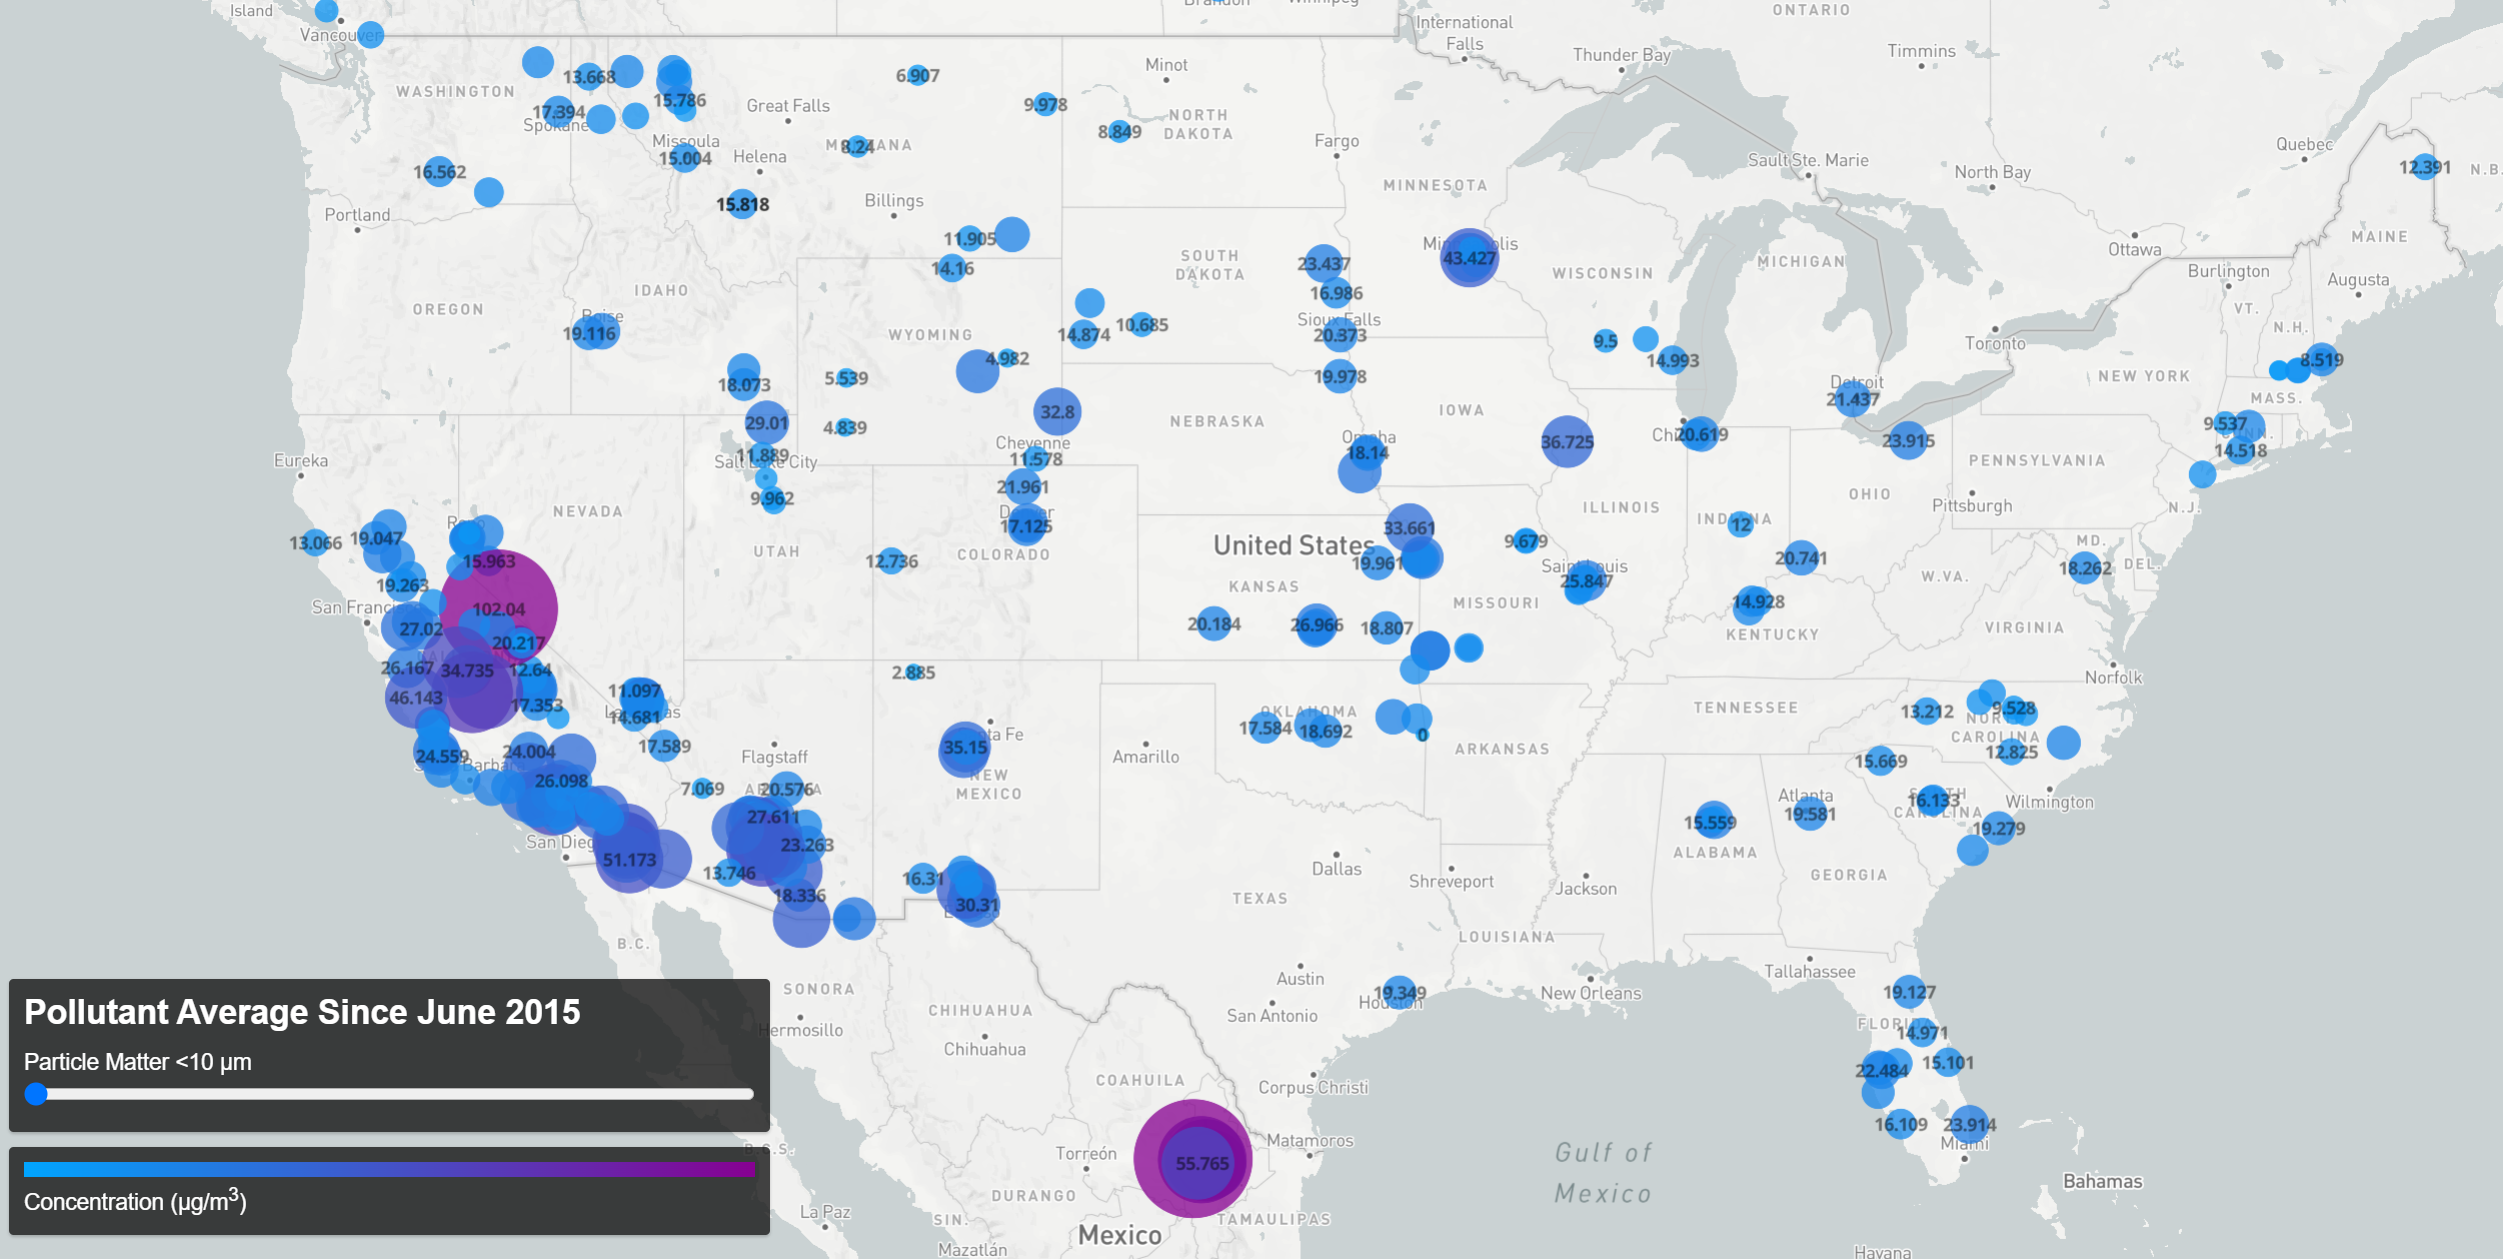 Island
Brandon
Winnipeg
ONTARIO
International
Falls
Vancouver
Thunder Bay
Timmins
13.668
WASHINGTON
6.907
Minot
15.786
Great Falls
9.978
NORTH
DAKOTA
17.394
Spokane
8.849
Fargo
Missoula
15.004
Helena
MONTANA
8.24
Quebec
Sault Ste. Marie
North Bay
12.391
N.B.
16.562
MINNESOTA
15.818
Billings
Portland
11.905
Minneapolis
43.427
MAINE
Ottawa
SOUTH
DAKOTA
23.437
14.16
WISCONSIN
MICHIGAN
Burlington
Augusta
IDAHO
16.986
OREGON
VT.
N.H.
Boise
19.116
Sioux Falls
20.373
WYOMING
14.874
10.685
9.5
Toronto
4.982
14.993
8.519
5.539
18.073
19.978
Detroit
21.437
NEW YORK
MASS.
32.8
IOWA
29.01
4.839
NEBRASKA
9.537
CONN.
Cheyenne
11.578
Omaha
18.14
36.725
Chicago
20.619
23.915
14.518
Eureka
11.889
Salt Lake City
PENNSYLVANIA
21.961
9.962
OHIO
Pittsburgh
ILLINOIS
N.J.
NEVADA
Denver
17.125
INDIANA
12
Reno
33.661
13.066
19.047
UTAH
COLORADO
United States
9.679
MD.
15.963
12.736
19.961
Saint Louis
25.847
20.741
18.262
DEL.
19.263
KANSAS
W.VA.
San Francisco
102.04
MISSOURI
14.928
27.02
20.184
26.966
18.807
KENTUCKY
VIRGINIA
20.217
26.167
34.735
12.64
2.885
Norfolk
46.143
11.097
17.353
Las Vegas
14.681
OKLAHOMA
TENNESSEE
13.212
9.528
NORTH
CAROLINA
17.584
18.692
0
24.559
24.004
17.589
35.15
Santa Fe
ARKANSAS
12.825
Flagstaff
Amarillo
15.669
Santa Barbara
26.098
7.069
ARIZONA
20.576
NEW
MEXICO
Atlanta
19.581
16.133
SOUTH
CAROLINA
Wilmington
27.611
15.559
19.279
San Diego
23.263
ALABAMA
51.173
13.746
16.31
Dallas
Shreveport
Jackson
GEORGIA
18.336
TEXAS
30.31
El Paso
B.C.
LOUISIANA
Tallahassee
SONORA
Austin
Houston
19.349
New Orleans
19.127
San Antonio
CHIHUAHUA
Hermosillo
FLORIDA
14.971
Chihuahua
22.484
15.101
COAHUILA
Corpus Christi
16.109
23.914
Miami
Matamoros
Gulf of
Mexico
B.C.S.
Torreón
55.765
Bahamas
DURANGO
La Paz
SIN.
Mexico
TAMAULIPAS
Mazatlán
Havana
Pollutant Average Since June 2015
Particle Matter <10 μm
Concentration (μg/m3)